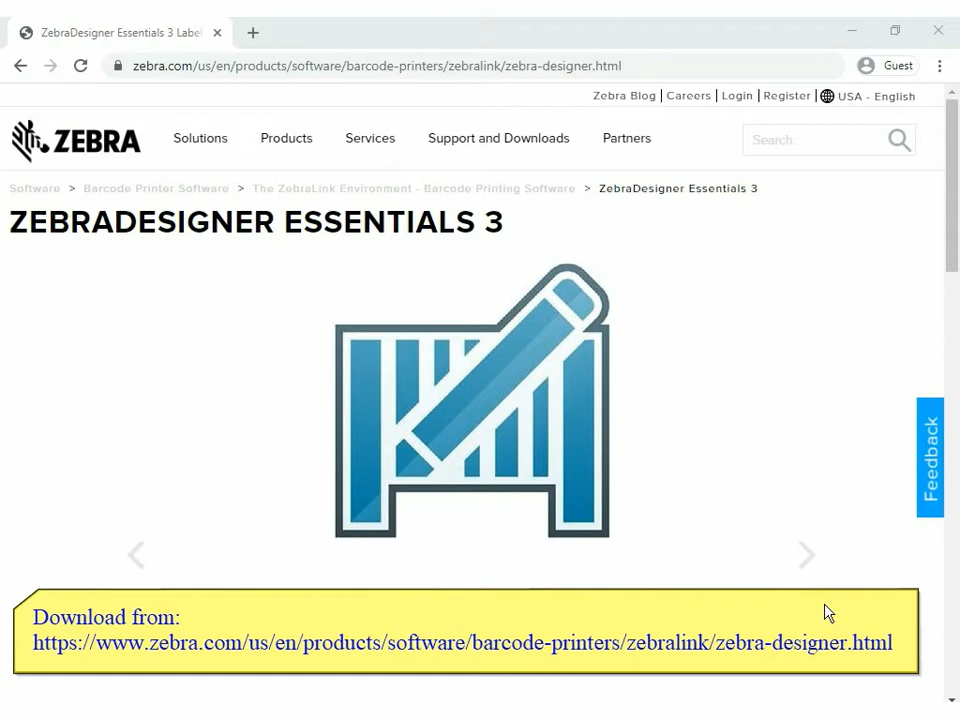 ZebraDesigner Essentials 3 Label
zebra.com/us/en/products/software/barcode-printers/zebralink/zebra-designer.html
Guest
Zebra Blog | Careers | Login | Register | USA - English
ZEBRA
Solutions Products Services Support and Downloads Partners
Search...
Software > Barcode Printer Software > The ZebraLink Environment - Barcode Printing Software > ZebraDesigner Essentials 3
ZEBRADESIGNER ESSENTIALS 3
Feedback
Download from:
https://www.zebra.com/us/en/products/software/barcode-printers/zebralink/zebra-designer.html